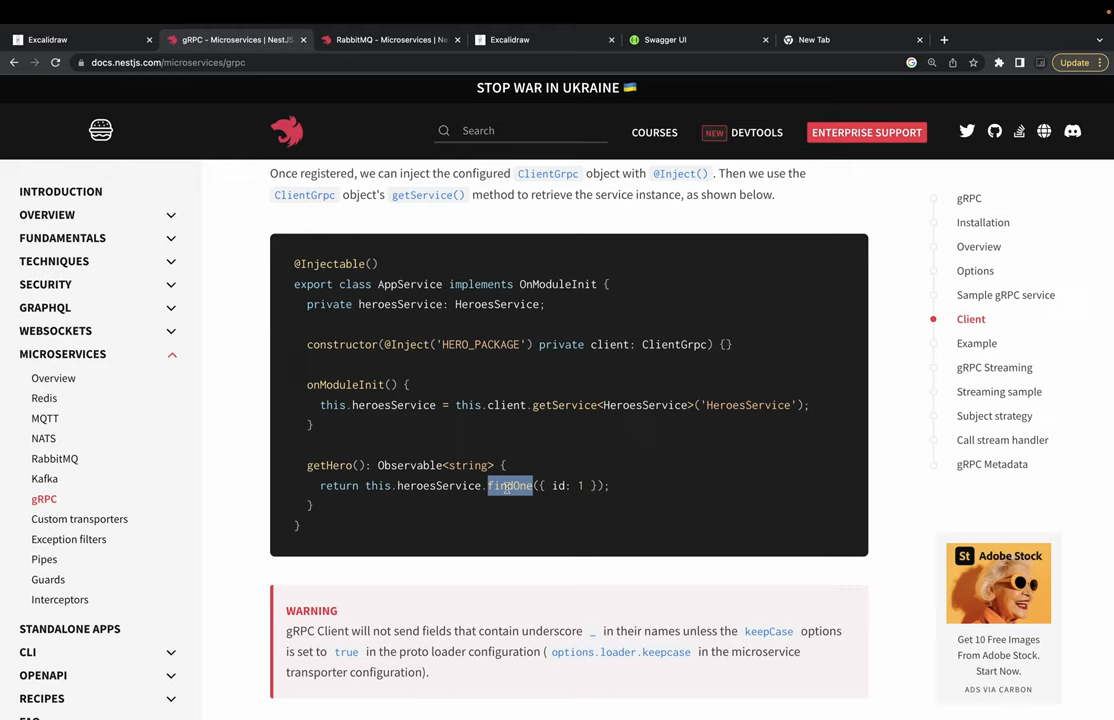 Excalidraw
gRPC - Microservices | NestJS
RabbitMQ - Microservices | Ne
Excalidraw
Swagger UI
New Tab
docs.nestjs.com/microservices/grpc
Update
STOP WAR IN UKRAINE 🇺🇦
Search
COURSES
NEW DEVTOOLS
ENTERPRISE SUPPORT
INTRODUCTION
OVERVIEW
FUNDAMENTALS
TECHNIQUES
SECURITY
GRAPHQL
WEBSOCKETS
MICROSERVICES
Overview
Redis
MQTT
NATS
RabbitMQ
Kafka
gRPC
Custom transporters
Exception filters
Pipes
Guards
Interceptors
STANDALONE APPS
CLI
OPENAPI
RECIPES
FAQ
Once registered, we can inject the configured ClientGrpc object with @Inject(). Then we use the
ClientGrpc object's getService() method to retrieve the service instance, as shown below.
@Injectable()
export class AppService implements OnModuleInit {
private heroesService: HeroesService;
constructor(@Inject('HERO_PACKAGE') private client: ClientGrpc) {}
onModuleInit() {
this.heroesService = this.client.getService<HeroesService>('HeroesService');
}
getHero(): Observable<string> {
return this.heroesService.findOne({ id: 1 });
}
}
WARNING
gRPC Client will not send fields that contain underscore _ in their names unless the keepCase options
is set to true in the proto loader configuration ( options.loader.keepcase in the microservice
transporter configuration).
gRPC
Installation
Overview
Options
Sample gRPC service
Client
Example
gRPC Streaming
Streaming sample
Subject strategy
Call stream handler
gRPC Metadata
St Adobe Stock
Get 10 Free Images
From Adobe Stock.
Start Now.
ADS VIA CARBON